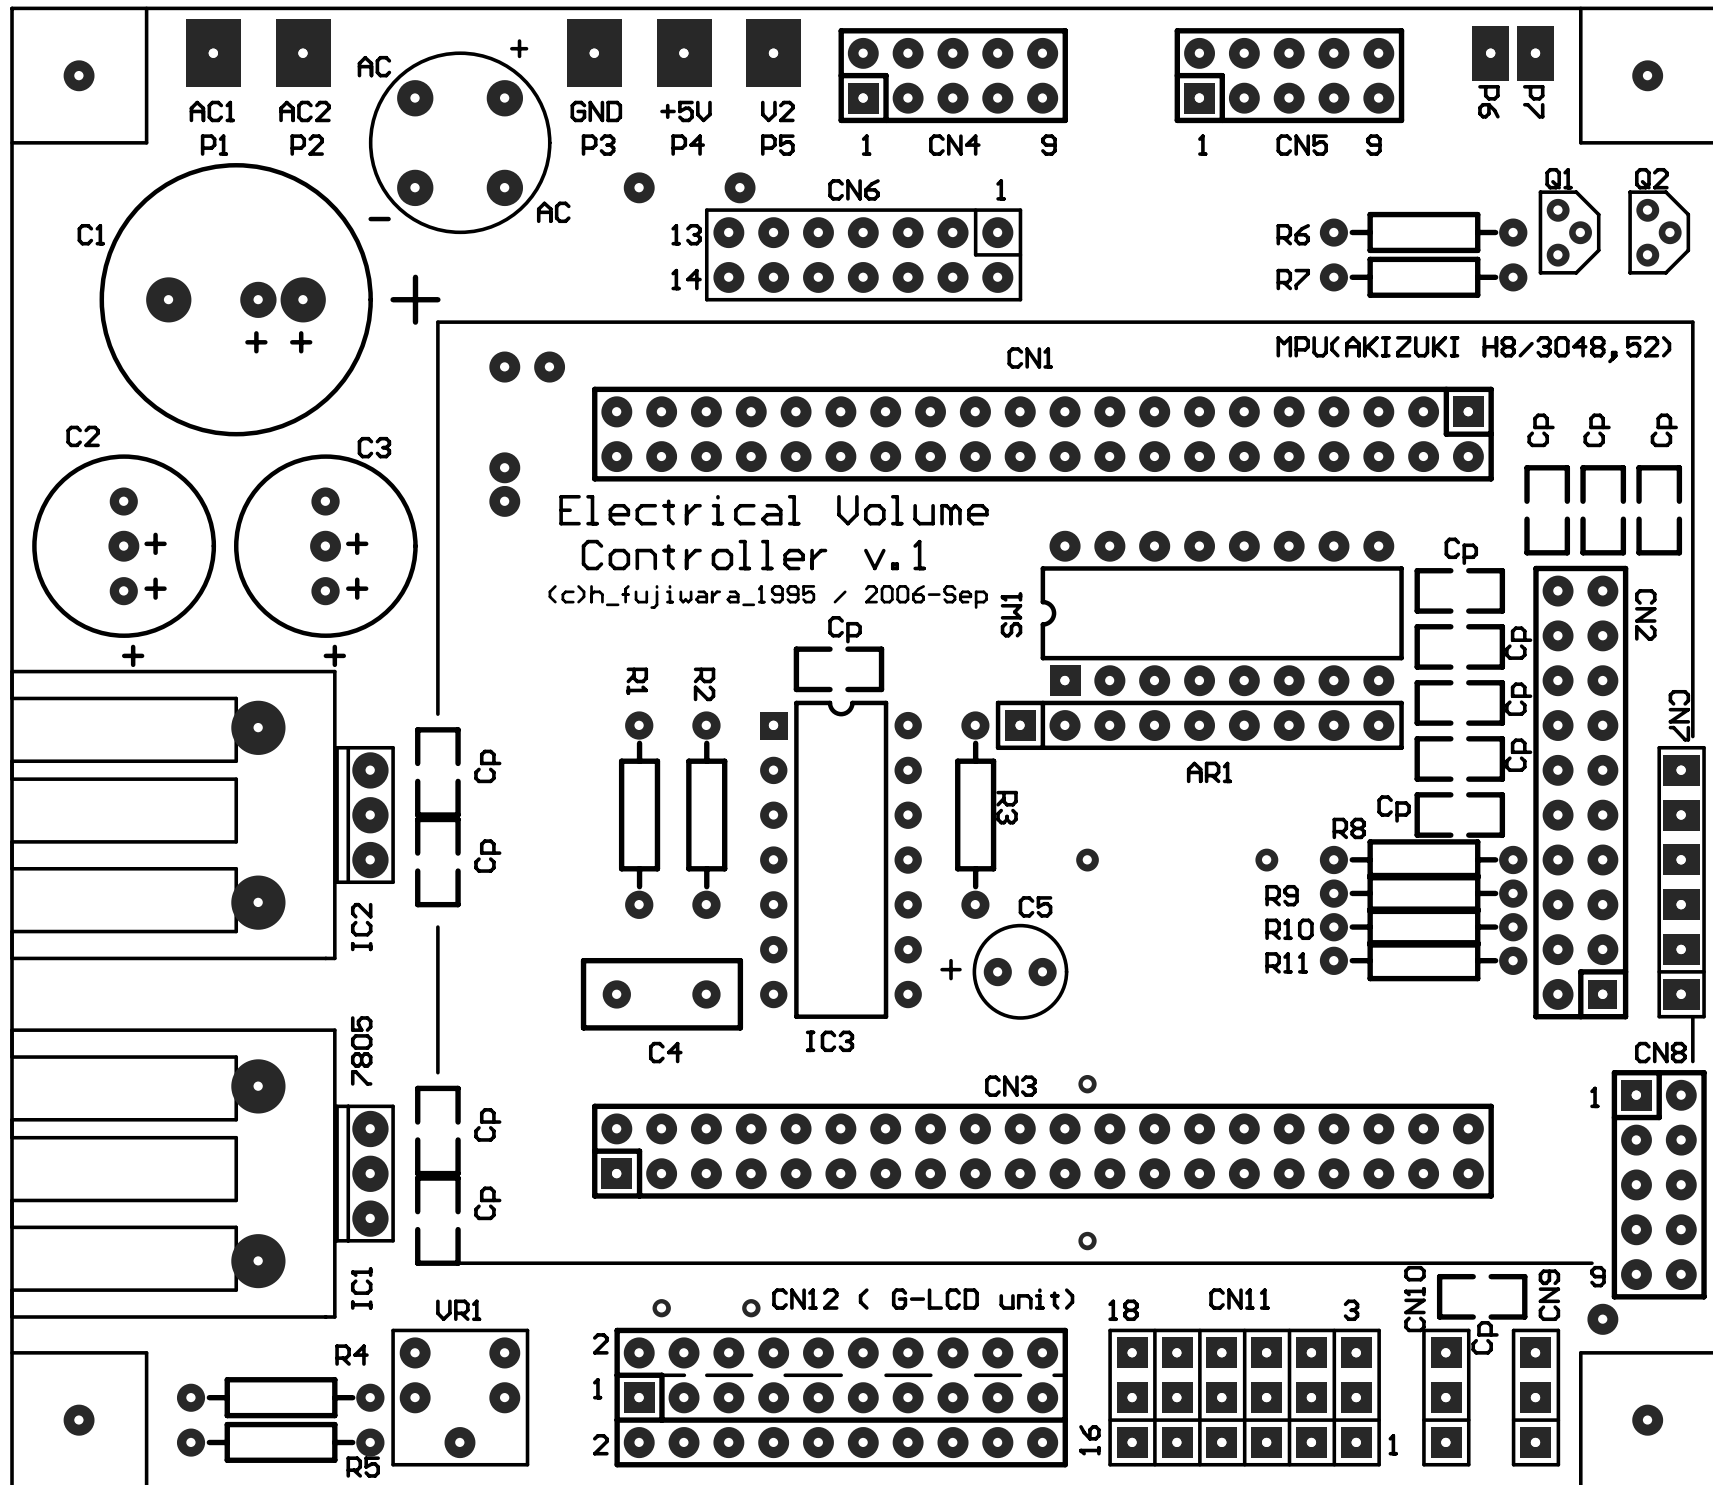 AC
+
AC1
AC2
GND
+5V
V2
P6
P7
P1
P2
P3
P4
P5
1
CN4
9
1
CN5
9
-
AC
CN6
1
Q1
Q2
C1
13
R6
14
R7
+
+ +
MPU(AKIZUKI H8/3048,52)
CN1
C2
C3
Cp
Cp
Cp
Electrical Volume
Controller v.1
(c)h_fujiwara_1995 / 2006-Sep
+
+
+
+
+
+
SW1
Cp
CN2
Cp
Cp
R1
R2
Cp
CN7
Cp
Cp
AR1
Cp
R3
Cp
R8
Cp
R9
IC2
C5
R10
+
R11
7805
C4
IC3
CN8
CN3
1
Cp
Cp
IC1
VR1
CN12 ( G-LCD unit)
18
CN11
3
CN10
CN9
9
Cp
R4
2
1
R5
2
16
1